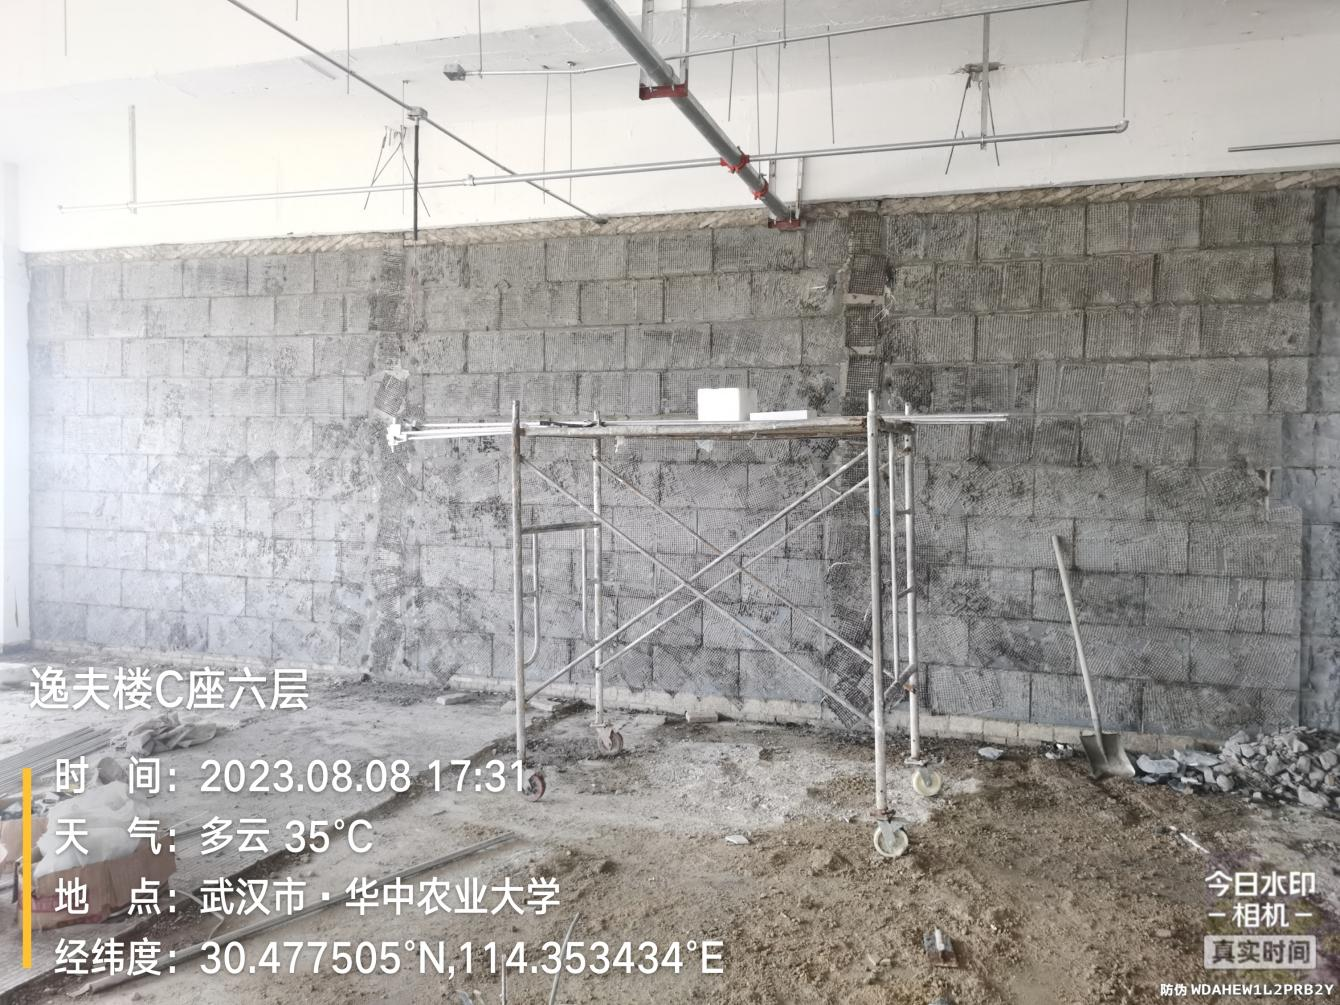 逸夫楼C座六层
时 间：2023.08.08 17:31
天 气：多云 35°C
地 点：武汉市·华中农业大学
经纬度：30.477505°N,114.353434°E
今日水印
相机
真实时间
防伪 WDAHEW1L2PRB2Y